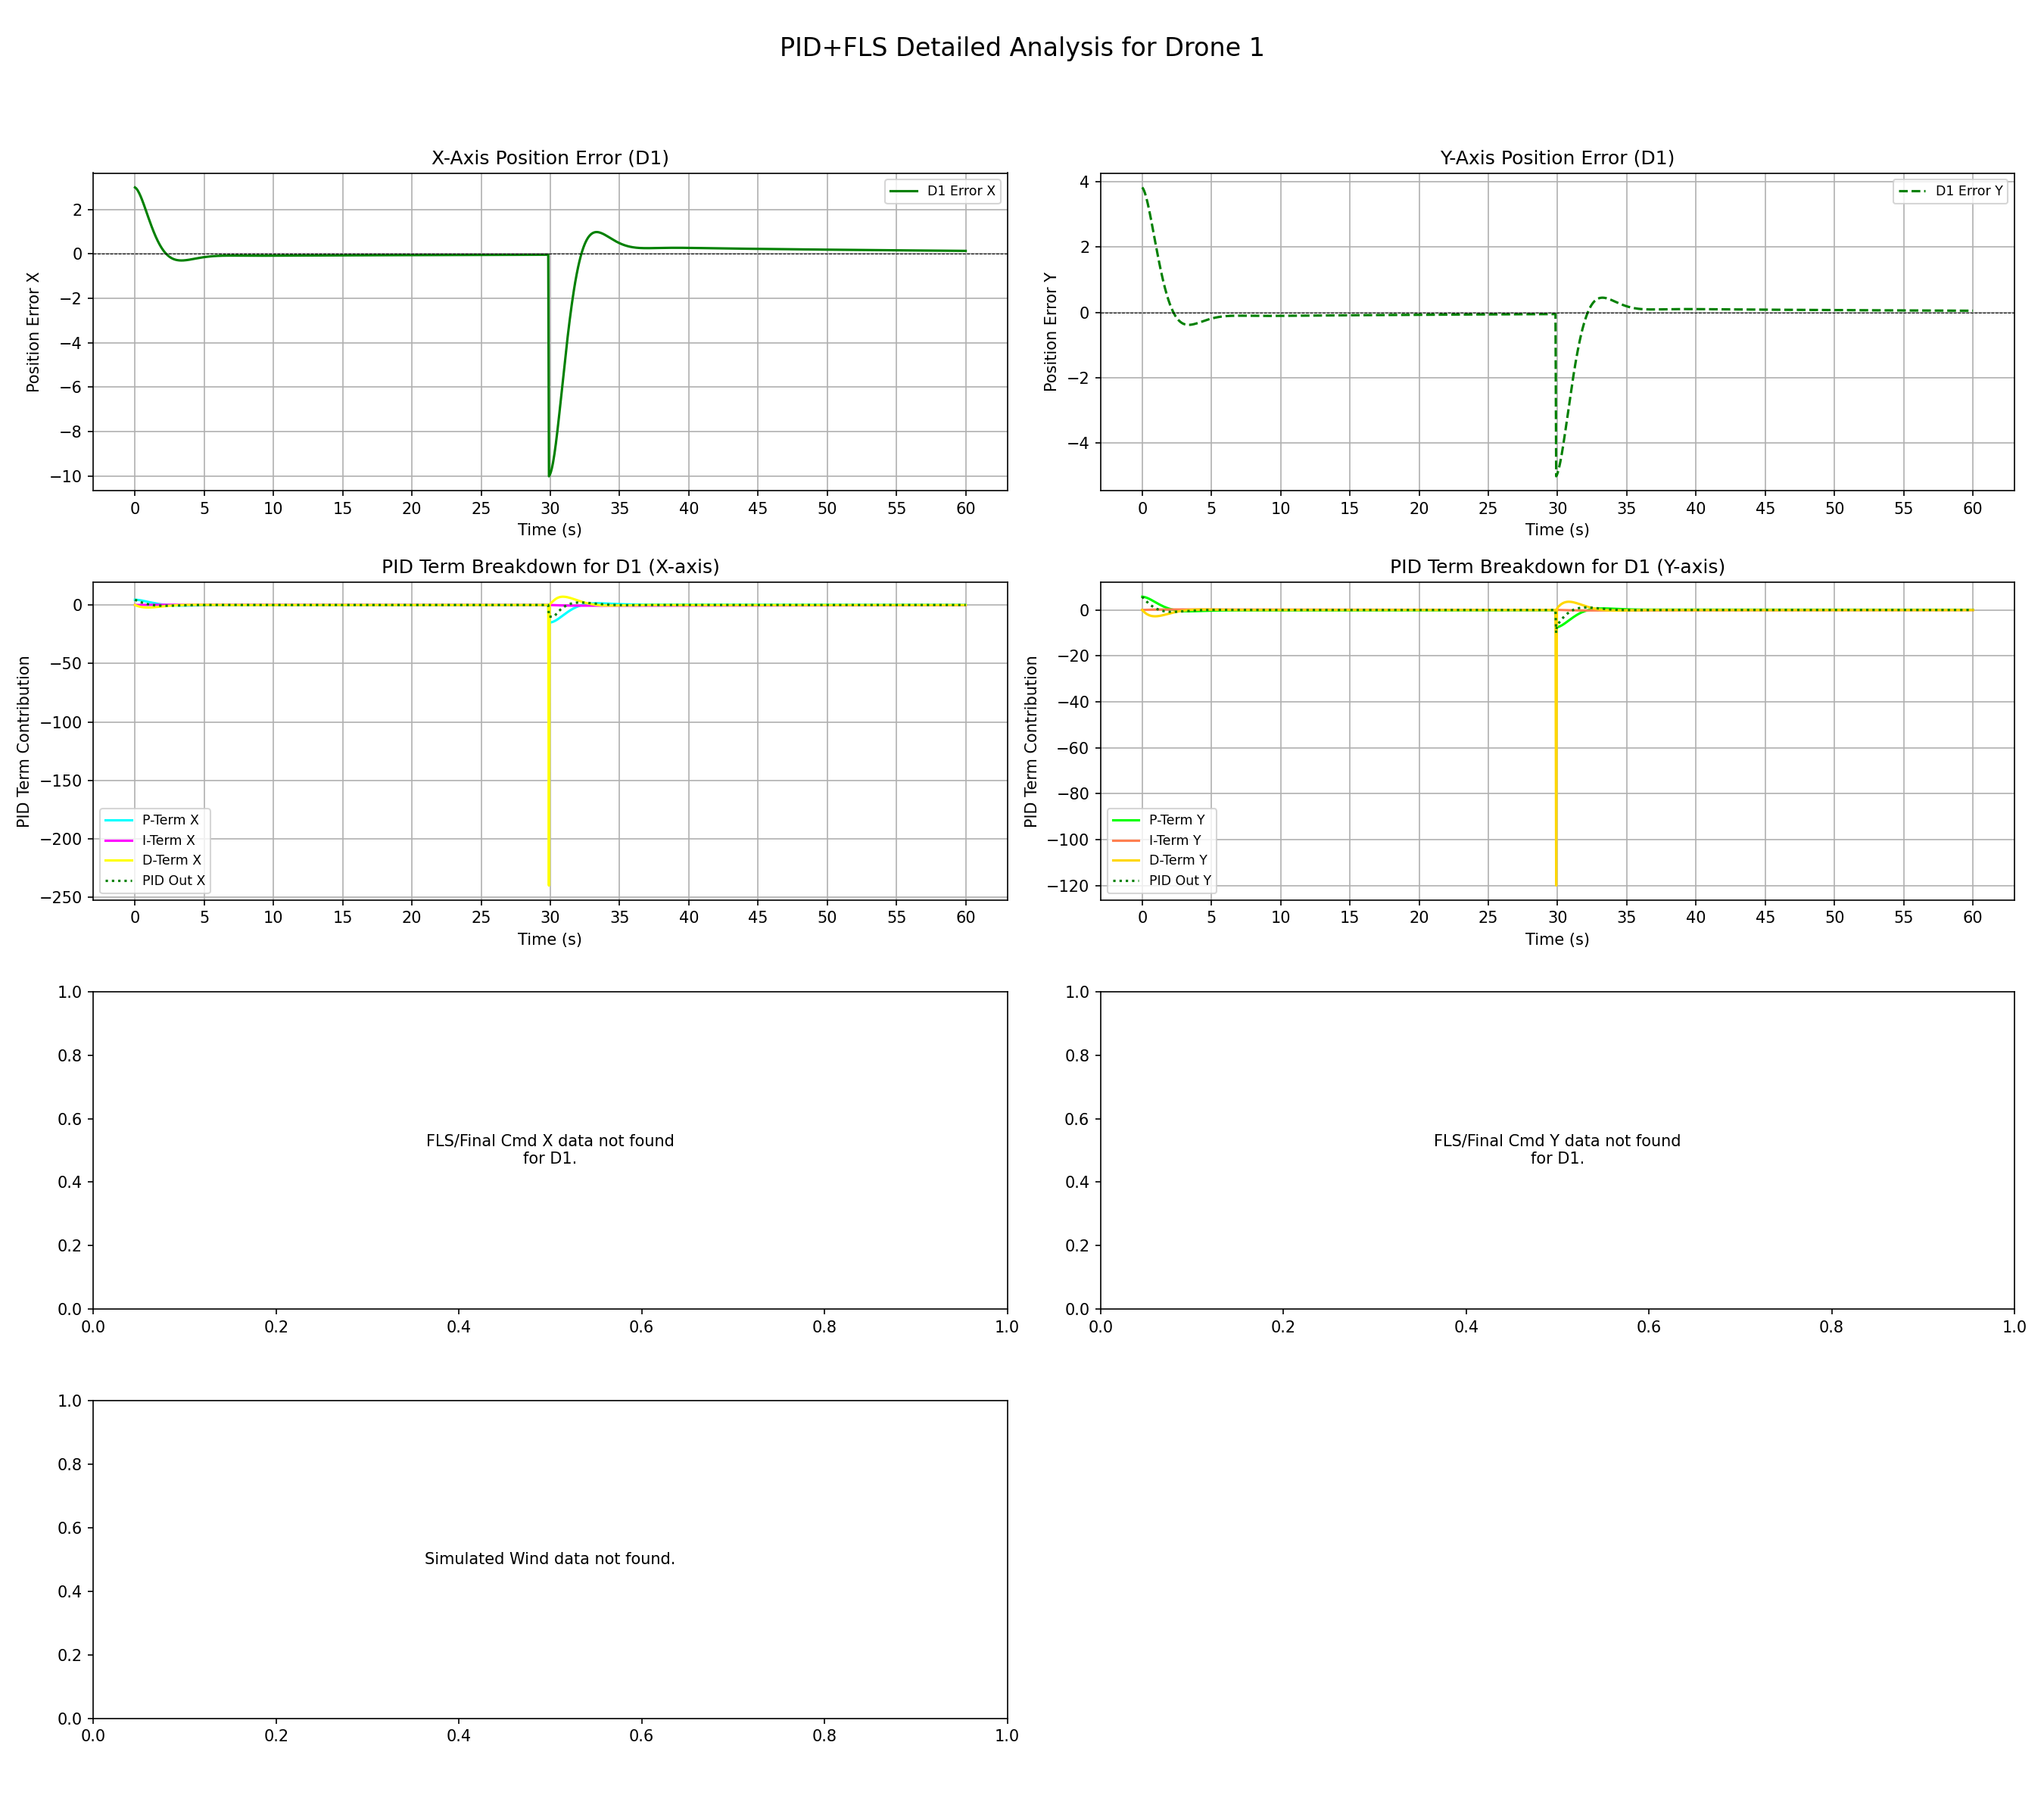 PID+FLS Detailed Analysis for Drone 1
X-Axis Position Error (D1)
Position Error X
2
0
−2
−4
−6
−8
−10
D1 Error X
0 5 10 15 20 25 30 35 40 45 50 55 60
Time (s)
Y-Axis Position Error (D1)
Position Error Y
4
2
0
−2
−4
D1 Error Y
0 5 10 15 20 25 30 35 40 45 50 55 60
Time (s)
PID Term Breakdown for D1 (X-axis)
PID Term Contribution
0
−50
−100
−150
−200
−250
P-Term X
I-Term X
D-Term X
PID Out X
0 5 10 15 20 25 30 35 40 45 50 55 60
Time (s)
PID Term Breakdown for D1 (Y-axis)
PID Term Contribution
0
−20
−40
−60
−80
−100
−120
P-Term Y
I-Term Y
D-Term Y
PID Out Y
0 5 10 15 20 25 30 35 40 45 50 55 60
Time (s)
1.0
0.8
0.6
0.4
0.2
0.0
FLS/Final Cmd X data not found
for D1.
0.0 0.2 0.4 0.6 0.8 1.0
1.0
0.8
0.6
0.4
0.2
0.0
FLS/Final Cmd Y data not found
for D1.
0.0 0.2 0.4 0.6 0.8 1.0
1.0
0.8
0.6
0.4
0.2
0.0
Simulated Wind data not found.
0.0 0.2 0.4 0.6 0.8 1.0